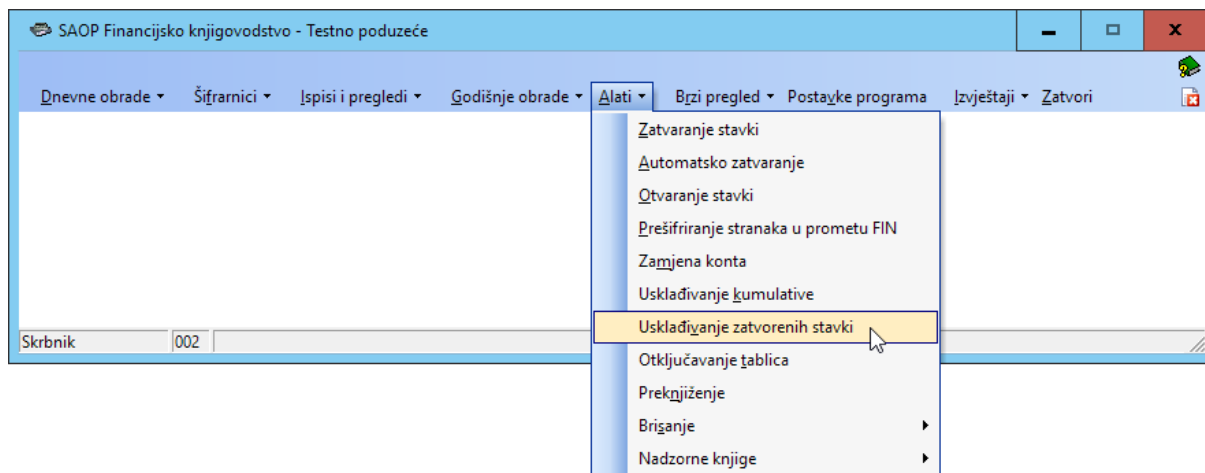 SAOP Financijsko knjigovodstvo - Testno poduzeće
Dnevne obrade Šifrarnici Ispisi i pregledi Godišnje obrade Alati Brzi pregled Postavke programa Izvještaji Zatvori
Zatvaranje stavki
Automatsko zatvaranje
Otvaranje stavki
Prešifriranje stranaka u prometu FIN
Zamjena konta
Usklađivanje kumulative
Usklađivanje zatvorenih stavki
Skrbnik 002
Otključavanje tablica
Preknjiženje
Brisanje
Nadzorne knjige